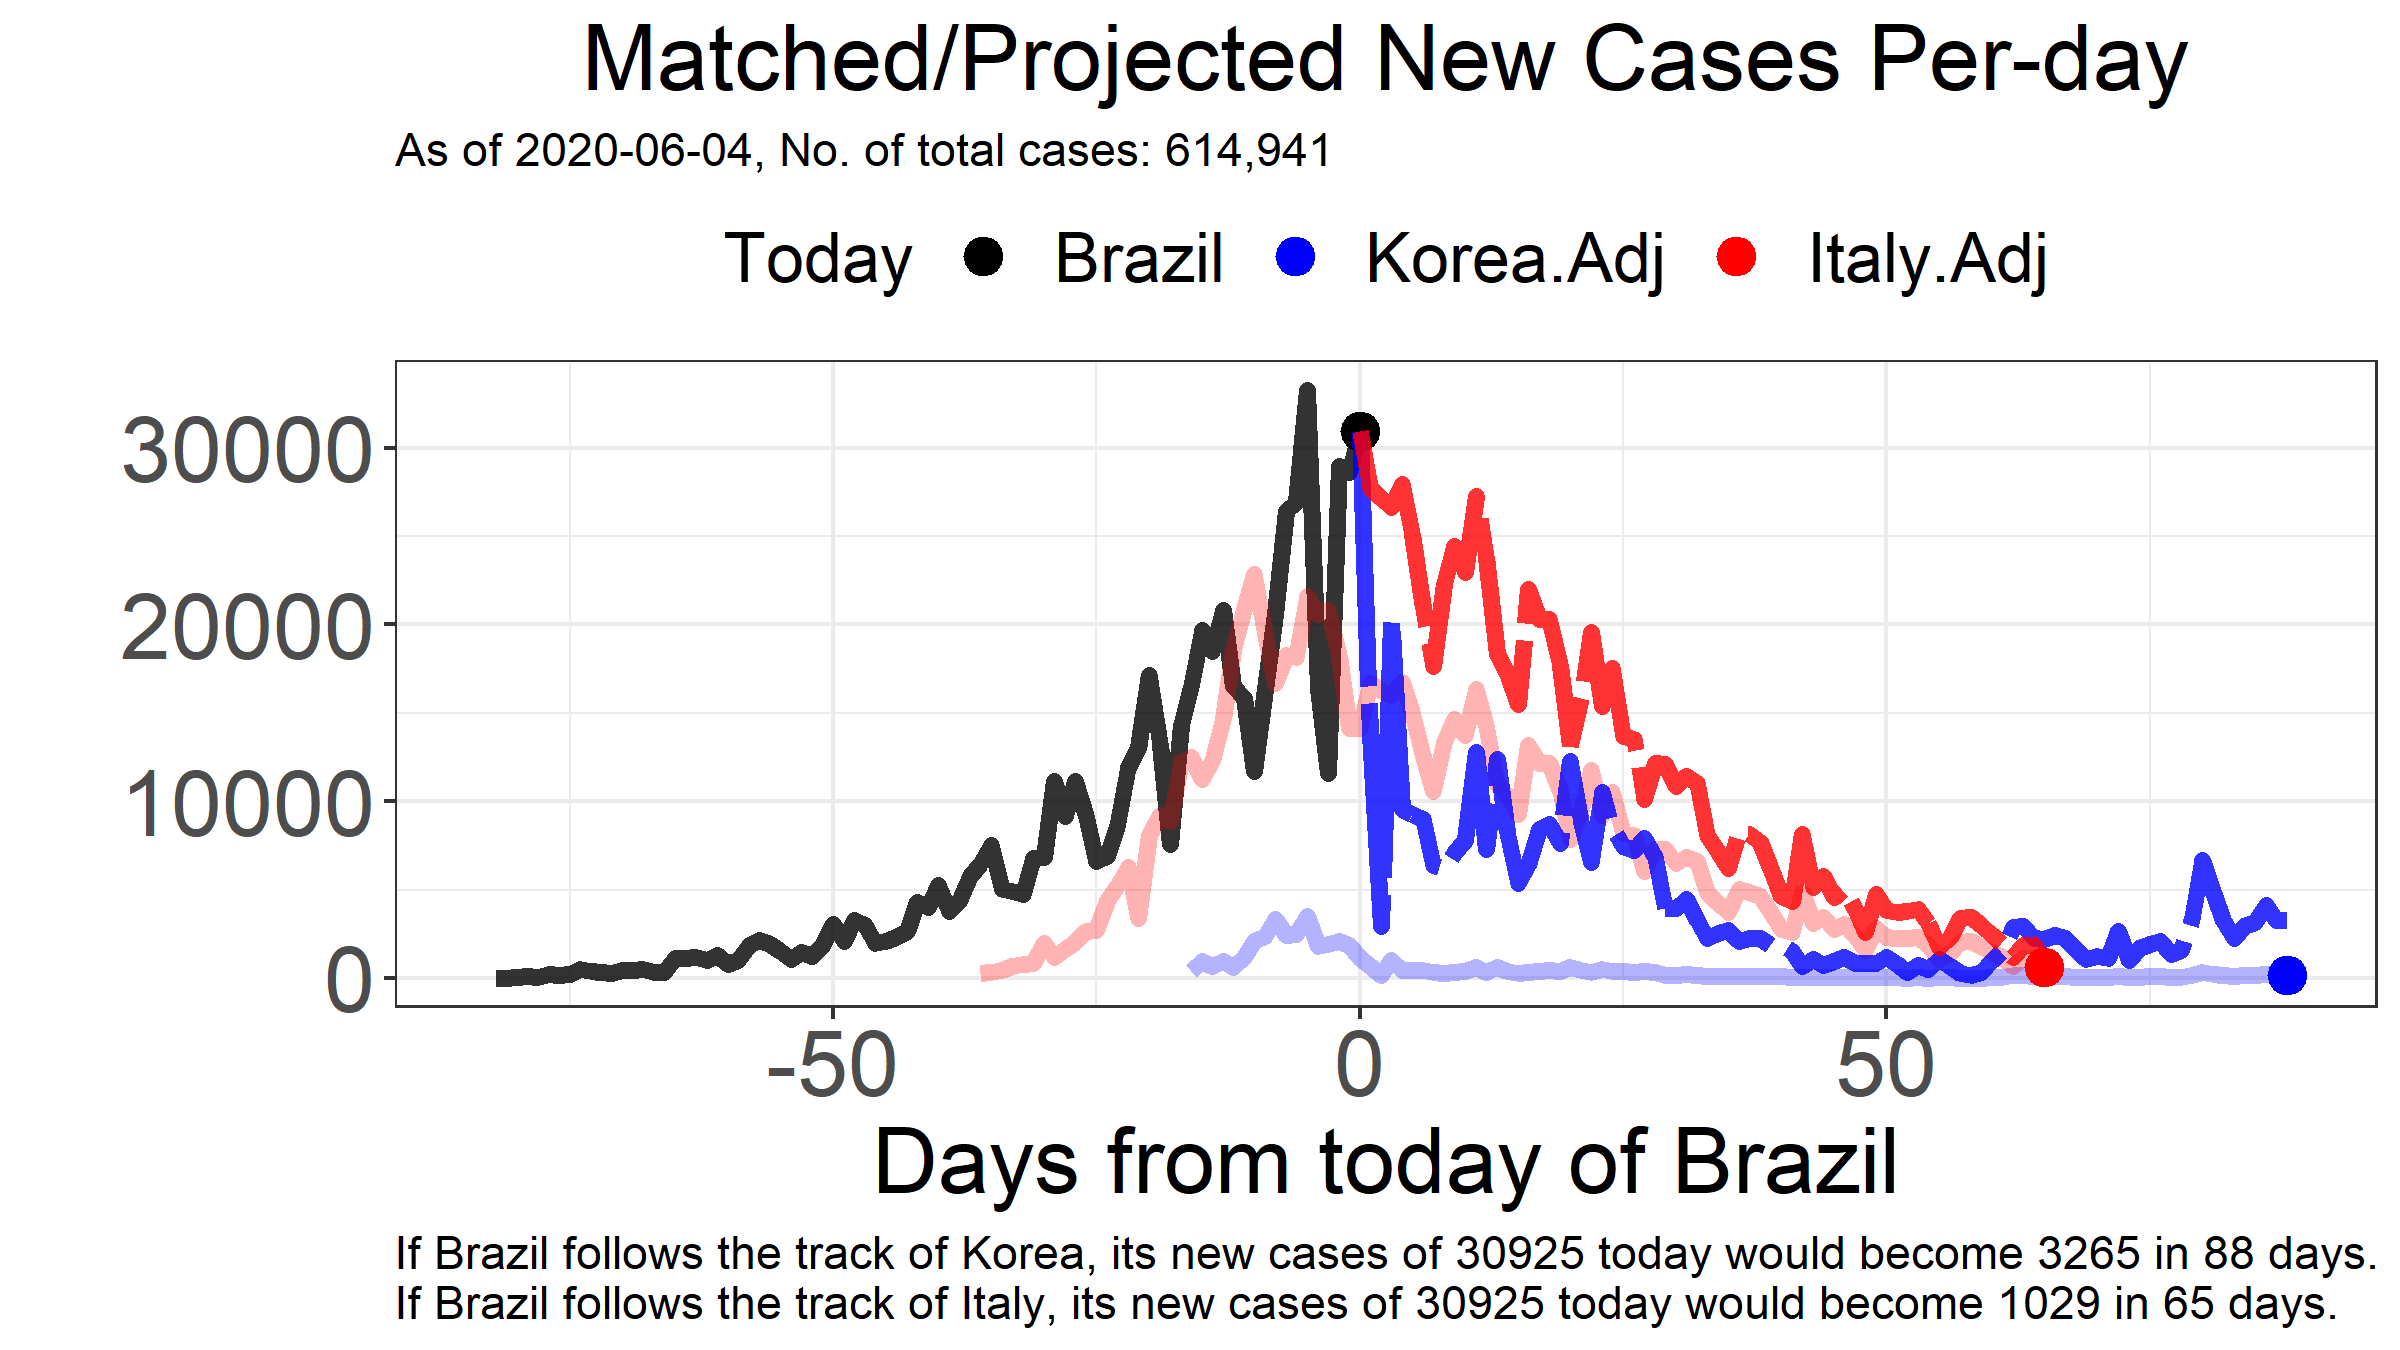 Matched/Projected New Cases Per-day
As of 2020-06-04, No. of total cases: 614,941
Today Brazil Korea.Adj Italy.Adj
30000
20000
10000
0
-50 0 50
Days from today of Brazil
If Brazil follows the track of Korea, its new cases of 30925 today would become 3265 in 88 days.
If Brazil follows the track of Italy, its new cases of 30925 today would become 1029 in 65 days.